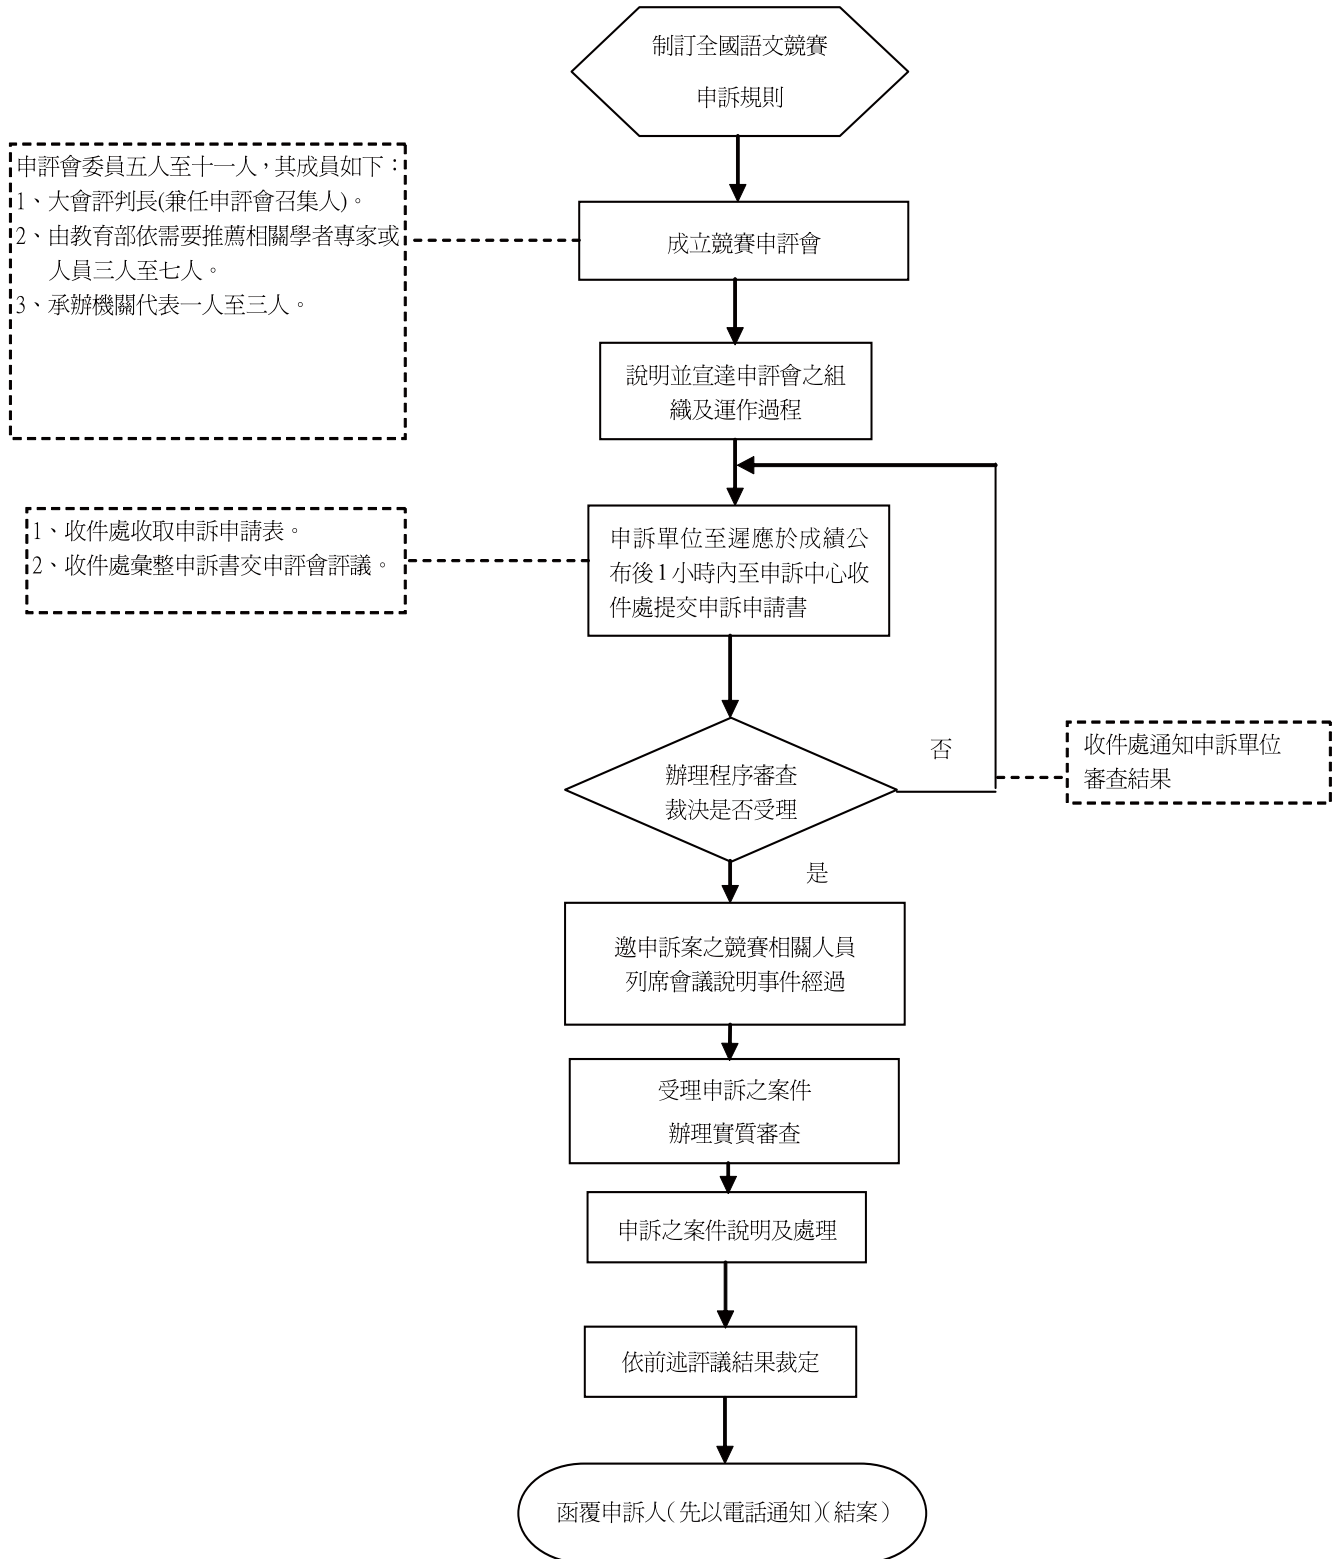 制訂全國語文競賽
申訴規則
申評會委員五人至十一人，其成員如下：
1、大會評判長(兼任申評會召集人)。
2、由教育部依需要推薦相關學者專家或
人員三人至七人。
3、承辦機關代表一人至三人。
成立競賽申評會
說明並宣達申評會之組
織及運作過程
1、收件處收取申訴申請表。
2、收件處彙整申訴書交申評會評議。
申訴單位至遲應於成績公
布後1小時內至申訴中心收
件處提交申訴申請書
辦理程序審查
裁決是否受理
否
收件處通知申訴單位
審查結果
是
邀申訴案之競賽相關人員
列席會議說明事件經過
受理申訴之案件
辦理實質審查
申訴之案件說明及處理
依前述評議結果裁定
函覆申訴人(先以電話通知)(結案)